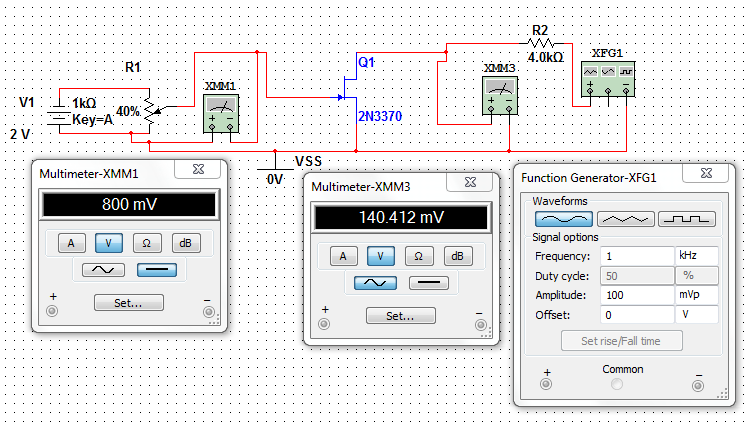 R1
V1
2 V
1kΩ
Key=A
40%
XMM1
Q1
2N3370
XMM3
R2
4.0kΩ
XFG1
VSS
0V
Multimeter-XMM1
800 mV
A V Ω dB
Set...
+ −
Multimeter-XMM3
140.412 mV
A V Ω dB
Set...
+ −
Function Generator-XFG1
Waveforms
Signal options
Frequency: 1 kHz
Duty cycle: 50 %
Amplitude: 100 mVp
Offset: 0 V
Set rise/Fall time
+ Common −